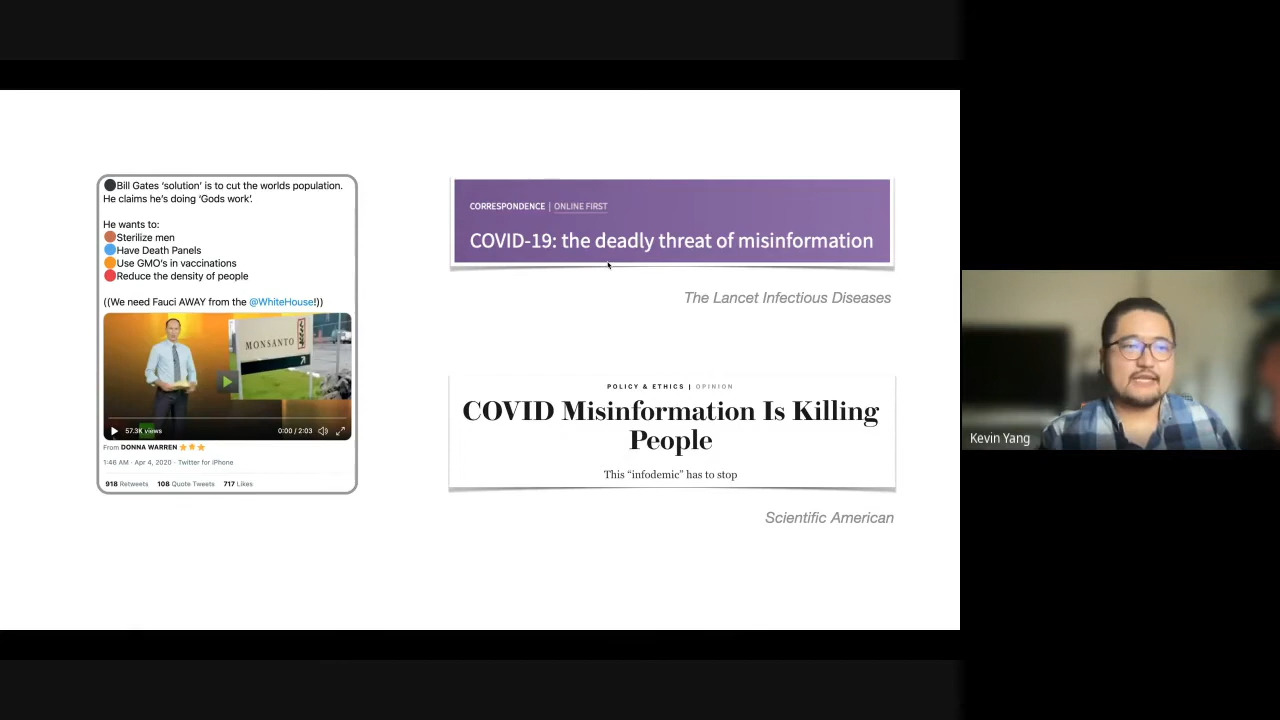 Bill Gates ‘solution’ is to cut the worlds population.
He claims he’s doing ‘Gods work’.
He wants to:
Sterilize men
Have Death Panels
Use GMO’s in vaccinations
Reduce the density of people
((We need Fauci AWAY from the @WhiteHouse!))
MONSANTO
57.3K views
0:00 / 2:03
From DONNA WARREN
1:46 AM · Apr 4, 2020 · Twitter for iPhone
918 Retweets 108 Quote Tweets 717 Likes
CORRESPONDENCE | ONLINE FIRST
COVID-19: the deadly threat of misinformation
The Lancet Infectious Diseases
POLICY & ETHICS | OPINION
COVID Misinformation Is Killing
People
This “infodemic” has to stop
Scientific American
Kevin Yang